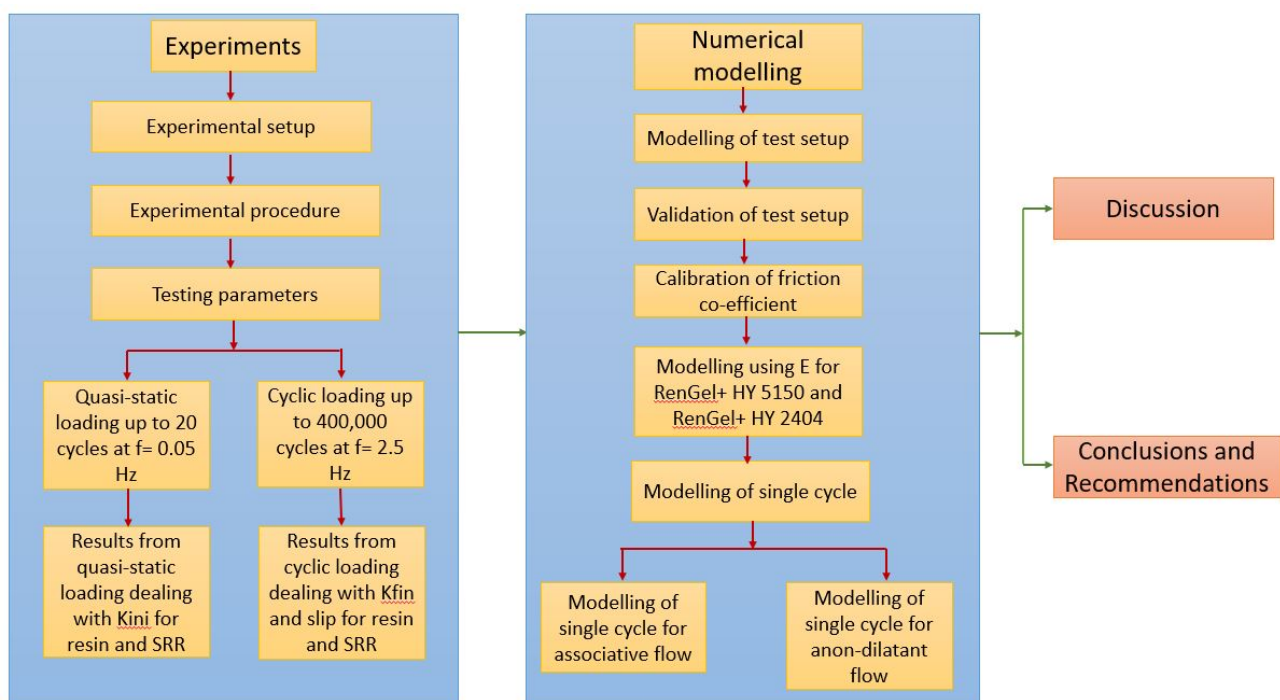 Experiments
Experimental setup
Experimental procedure
Testing parameters
Quasi-static
loading up to 20
cycles at f= 0.05
Hz
Cyclic loading up
to 400,000
cycles at f= 2.5
Hz
Results from
quasi-static
loading dealing
with Kini for
resin and SRR
Results from
cyclic loading
dealing with Kfin
and slip for resin
and SRR
Numerical
modelling
Modelling of test setup
Validation of test setup
Calibration of friction
co-efficient
Modelling using E for
RenGel+ HY 5150 and
RenGel+ HY 2404
Modelling of single cycle
Modelling of
single cycle for
associative flow
Modelling of
single cycle for
anon-dilatant
flow
Discussion
Conclusions and
Recommendations